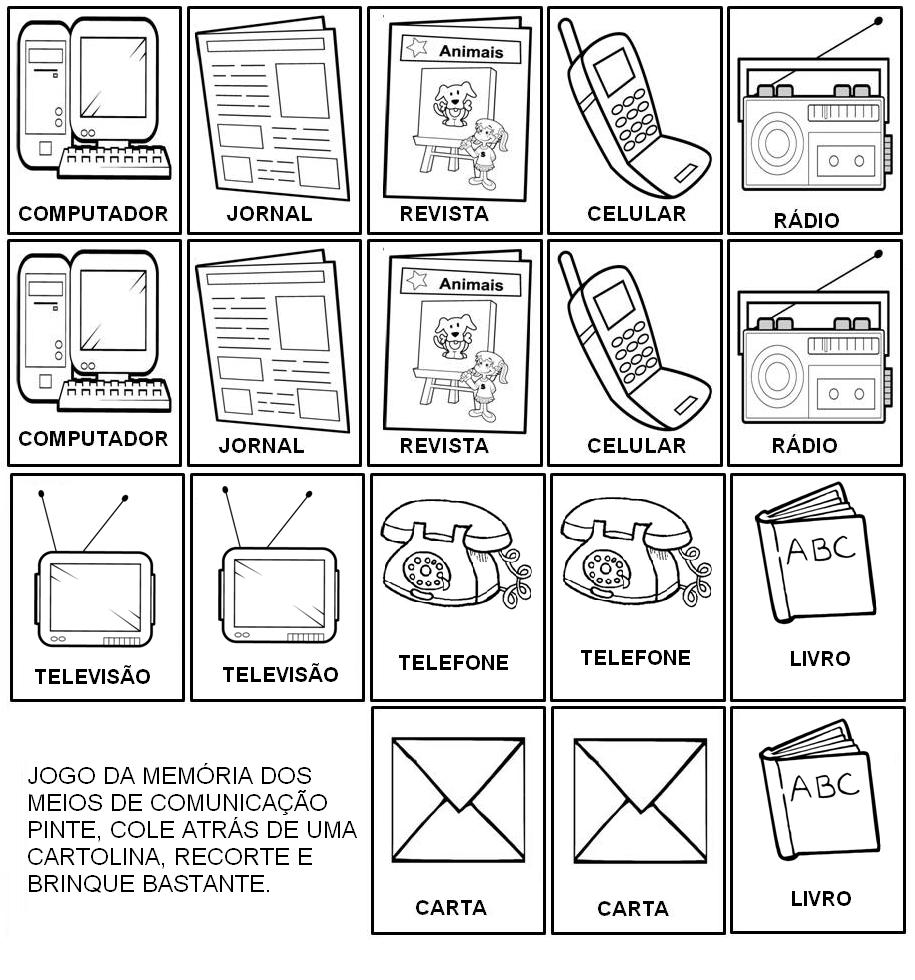 COMPUTADOR
JORNAL
Animais
S
REVISTA
CELULAR
RÁDIO
COMPUTADOR
JORNAL
Animais
S
REVISTA
CELULAR
RÁDIO
TELEVISÃO
TELEVISÃO
TELEFONE
TELEFONE
ABC
LIVRO
JOGO DA MEMÓRIA DOS
MEIOS DE COMUNICAÇÃO
PINTE, COLE ATRÁS DE UMA
CARTOLINA, RECORTE E
BRINQUE BASTANTE.
CARTA
CARTA
ABC
LIVRO